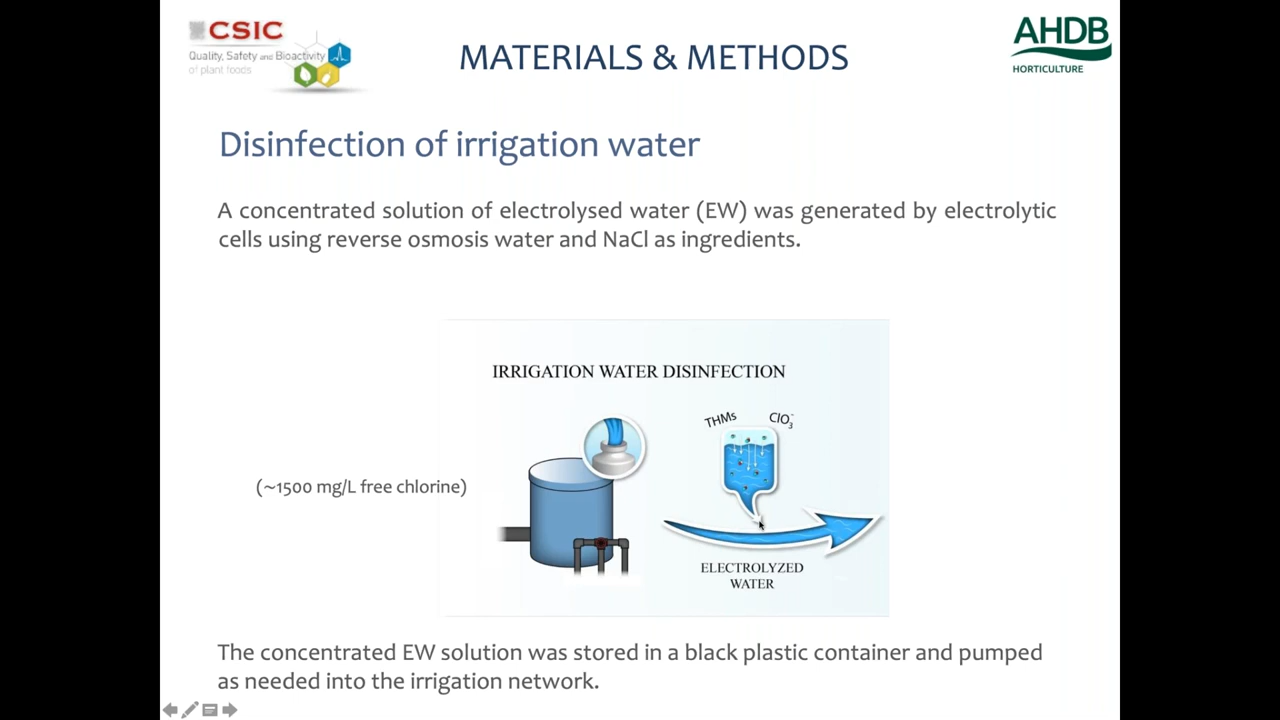 CSIC
Quality, Safety and Bioactivity
of plant foods
MATERIALS & METHODS
AHDB
HORTICULTURE
Disinfection of irrigation water
A concentrated solution of electrolysed water (EW) was generated by electrolytic
cells using reverse osmosis water and NaCl as ingredients.
IRRIGATION WATER DISINFECTION
THMs ClO₃⁻
(~1500 mg/L free chlorine)
ELECTROLYZED
WATER
The concentrated EW solution was stored in a black plastic container and pumped
as needed into the irrigation network.